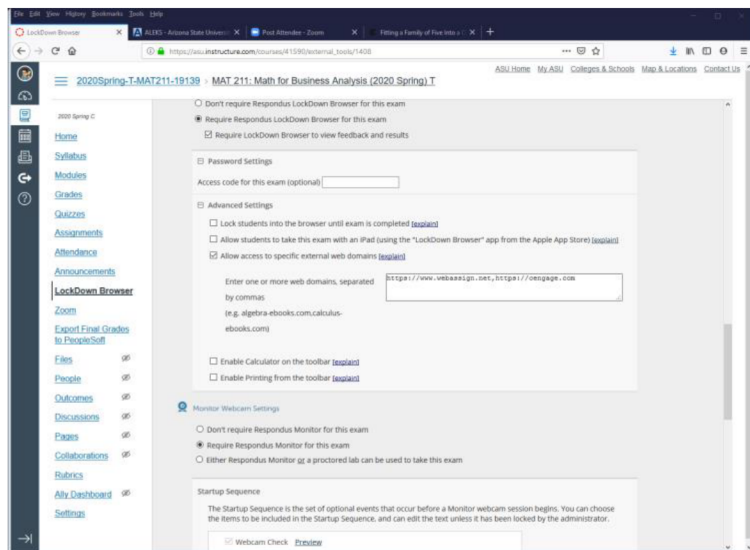 File Edit View History Bookmarks Tools Help
LockDown Browser
ALEKS - Arizona State Universi
Post Attendee - Zoom
Fitting a Family of Five Into a
https://asu.instructure.com/courses/41590/external_tools/1408
ASU Home My ASU Colleges & Schools Map & Locations Contact Us
2020Spring-T-MAT211-19139 › MAT 211: Math for Business Analysis (2020 Spring) T
2020 Spring C
Home
Syllabus
Modules
Grades
Quizzes
Assignments
Attendance
Announcements
LockDown Browser
Zoom
Export Final Grades
to PeopleSoft
Files
People
Outcomes
Discussions
Pages
Collaborations
Rubrics
Ally Dashboard
Settings
Don't require Respondus LockDown Browser for this exam
Require Respondus LockDown Browser for this exam
Require LockDown Browser to view feedback and results
Password Settings
Access code for this exam (optional)
Advanced Settings
Lock students into the browser until exam is completed [explain]
Allow students to take this exam with an iPad (using the "LockDown Browser" app from the Apple App Store) [explain]
Allow access to specific external web domains [explain]
Enter one or more web domains, separated
by commas
(e.g. algebra-ebooks.com,calculus-
ebooks.com)
https://www.webassign.net,https://cengage.com
Enable Calculator on the toolbar [explain]
Enable Printing from the toolbar [explain]
Monitor Webcam Settings
Don't require Respondus Monitor for this exam
Require Respondus Monitor for this exam
Either Respondus Monitor or a proctored lab can be used to take this exam
Startup Sequence
The Startup Sequence is the set of optional events that occur before a Monitor webcam session begins. You can choose
the items to be included in the Startup Sequence, and can edit the text unless it has been locked by the administrator.
Webcam Check Preview